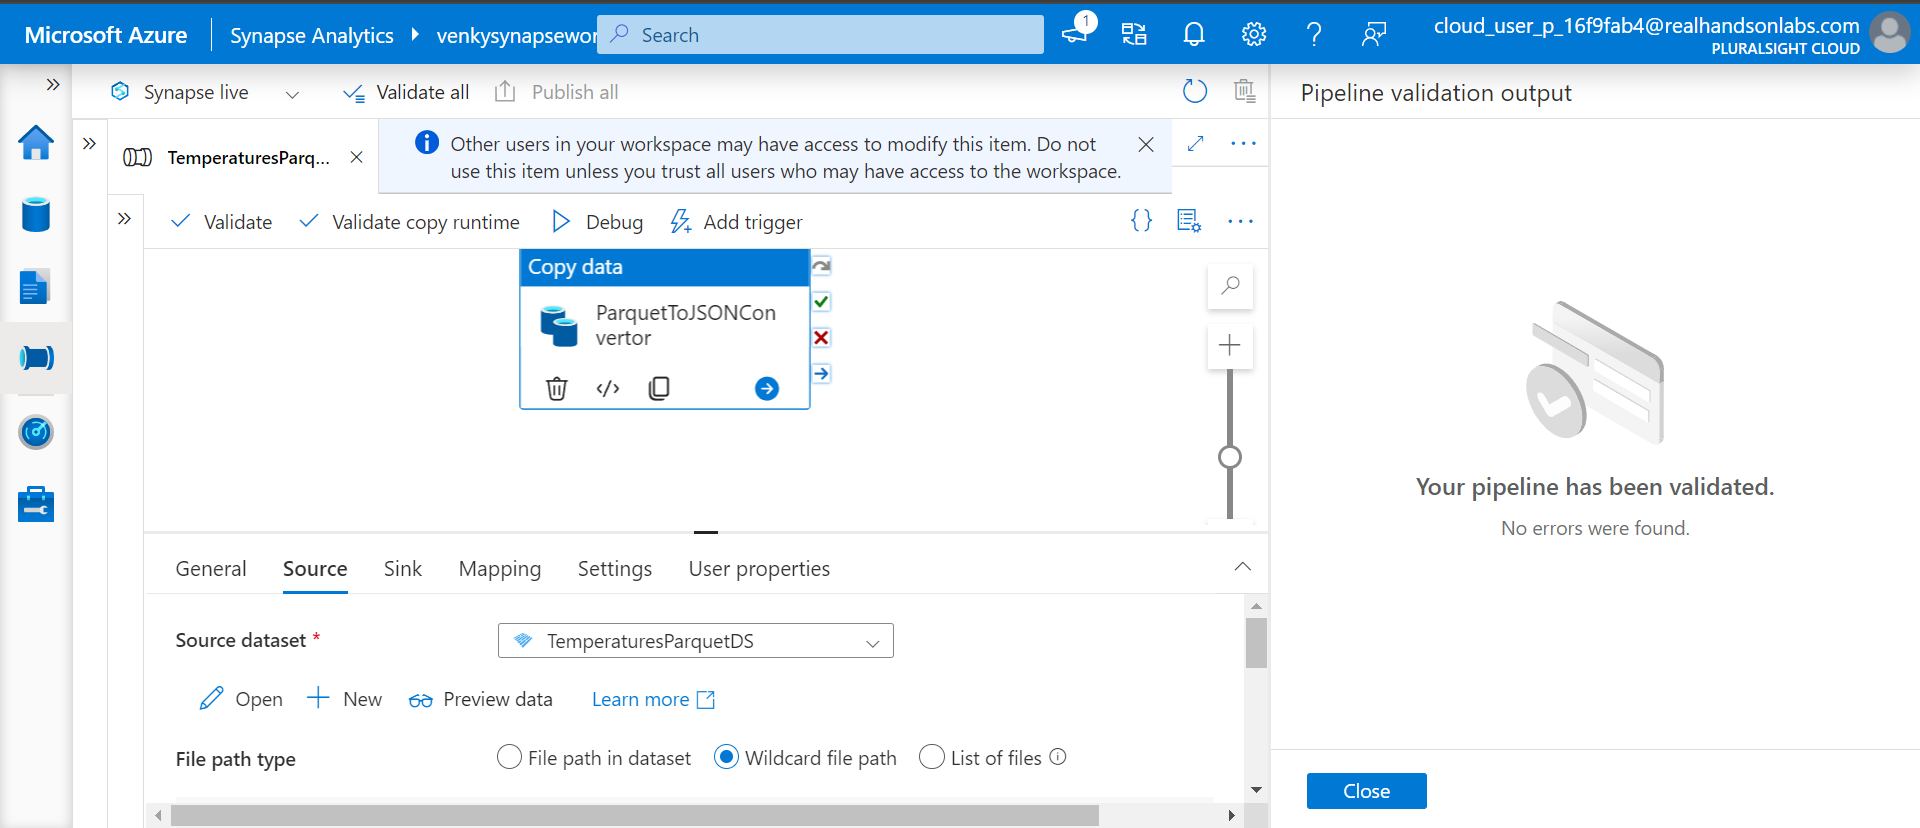 Microsoft Azure
Synapse Analytics
venkysynapsewor
Search
1
cloud_user_p_16f9fab4@realhandsonlabs.com
PLURALSIGHT CLOUD
Synapse live
Validate all
Publish all
Pipeline validation output
TemperaturesParq...
Other users in your workspace may have access to modify this item. Do not
use this item unless you trust all users who may have access to the workspace.
Validate
Validate copy runtime
Debug
Add trigger
Copy data
ParquetToJSONCon
vertor
Your pipeline has been validated.
No errors were found.
General
Source
Sink
Mapping
Settings
User properties
Source dataset *
TemperaturesParquetDS
Open
New
Preview data
Learn more
File path type
File path in dataset
Wildcard file path
List of files
Close